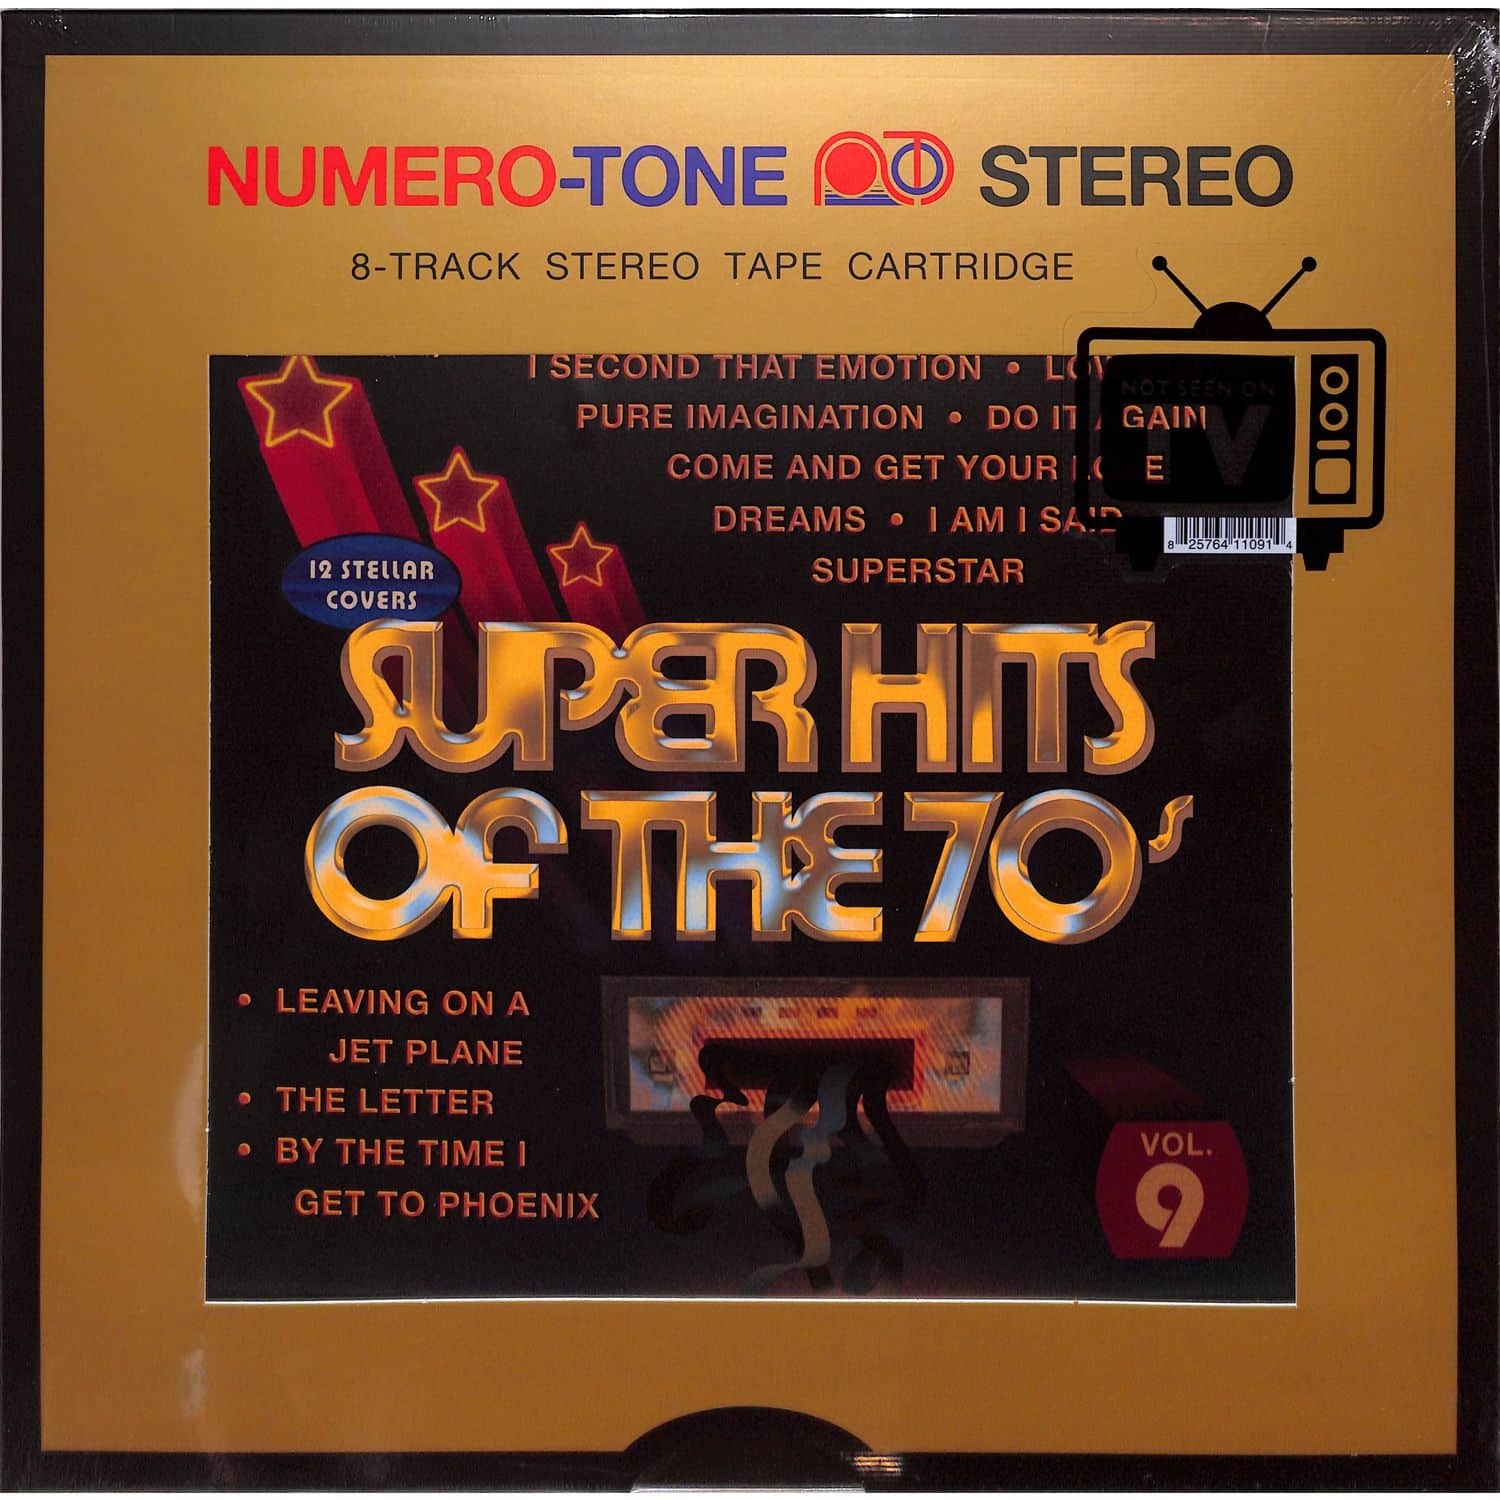 NUMERO-TONE STEREO
8-TRACK STEREO TAPE CARTRIDGE
I SECOND THAT EMOTION •
PURE IMAGINATION • DO IT AGAIN
COME AND GET YOUR
DREAMS • I AM I SAID
SUPERSTAR
NOT SEEN ON
TV
8 25764 11091 4
12 STELLAR
COVERS
SUPER HITS
OF THE 70's
• LEAVING ON A
JET PLANE
• THE LETTER
• BY THE TIME I
GET TO PHOENIX
VOL.
9